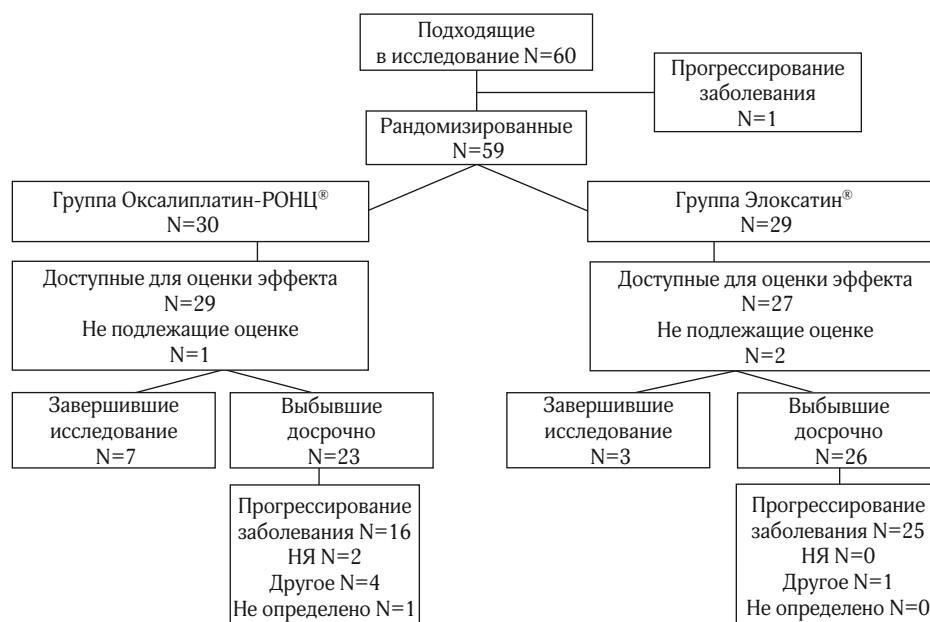 Подходящие
в исследование N=60
Прогрессирование
заболевания
N=1
Рандомизированные
N=59
Группа Оксалиплатин-РОНЦ®
N=30
Группа Элоксатин®
N=29
Доступные для оценки эффекта
N=29
Не подлежащие оценке
N=1
Доступные для оценки эффекта
N=27
Не подлежащие оценке
N=2
Завершившие
исследование
N=7
Выбывшие
досрочно
N=23
Завершившие
исследование
N=3
Выбывшие
досрочно
N=26
Прогрессирование
заболевания N=16
НЯ N=2
Другое N=4
Не определено N=1
Прогрессирование
заболевания N=25
НЯ N=0
Другое N=1
Не определено N=0